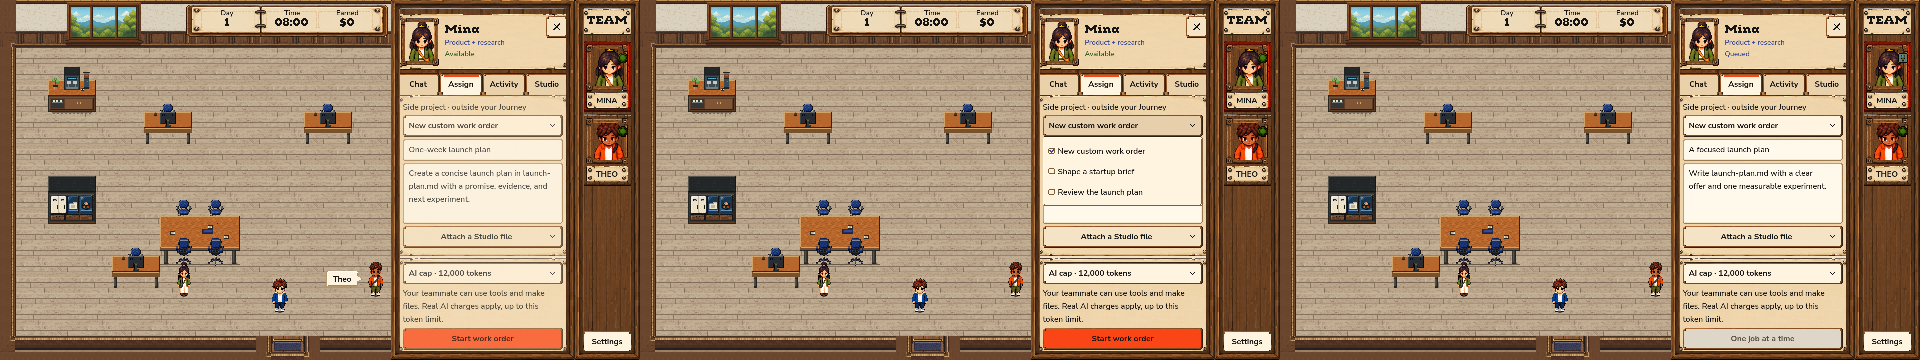 Day
1
Time
08:00
Earned
$0
Mina
Product + research
Available
Chat
Assign
Activity
Studio
Side project · outside your Journey
New custom work order
One-week launch plan
Create a concise launch plan in launch-
plan.md with a promise, evidence, and
next experiment.
Attach a Studio file
AI cap · 12,000 tokens
Your teammate can use tools and make
files. Real AI charges apply, up to this
token limit.
Start work order
TEAM
MINA
THEO
Settings
Theo
Day
1
Time
08:00
Earned
$0
Mina
Product + research
Available
Chat
Assign
Activity
Studio
Side project · outside your Journey
New custom work order
New custom work order
Shape a startup brief
Review the launch plan
Attach a Studio file
AI cap · 12,000 tokens
Your teammate can use tools and make
files. Real AI charges apply, up to this
token limit.
Start work order
TEAM
MINA
THEO
Settings
Day
1
Time
08:00
Earned
$0
Mina
Product + research
Queued
Chat
Assign
Activity
Studio
Side project · outside your Journey
New custom work order
A focused launch plan
Write launch-plan.md with a clear
offer and one measurable experiment.
Attach a Studio file
AI cap · 12,000 tokens
Your teammate can use tools and make
files. Real AI charges apply, up to this
token limit.
One job at a time
TEAM
MINA
THEO
Settings